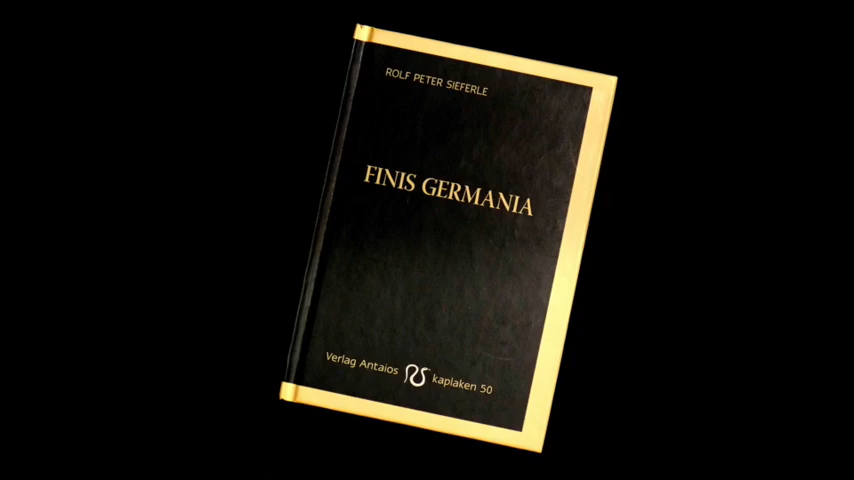 ROLF PETER SIEFERLE
FINIS GERMANIA
Verlag Antaios kaplaken 50